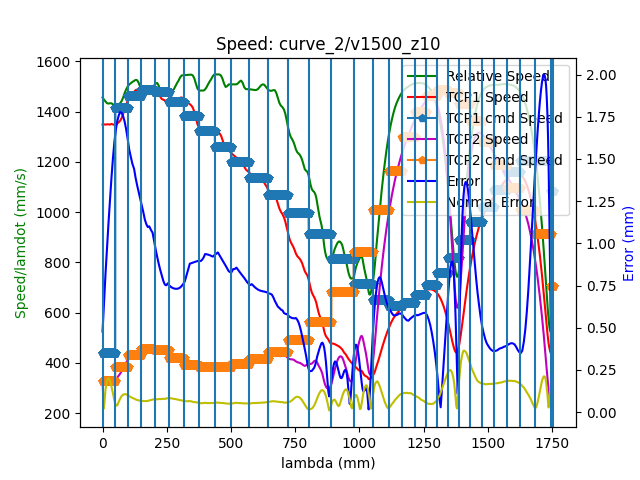 Speed: curve_2/v1500_z10
1600
1400
1200
1000
800
600
400
200
Speed/lamdot (mm/s)
0
250
500
750
1000
1250
1500
1750
lambda (mm)
2.00
1.75
1.50
1.25
1.00
0.75
0.50
0.25
0.00
Error (mm)
Relative Speed
TCP1 Speed
TCP1 cmd Speed
TCP2 Speed
TCP2 cmd Speed
Error
Normal Error